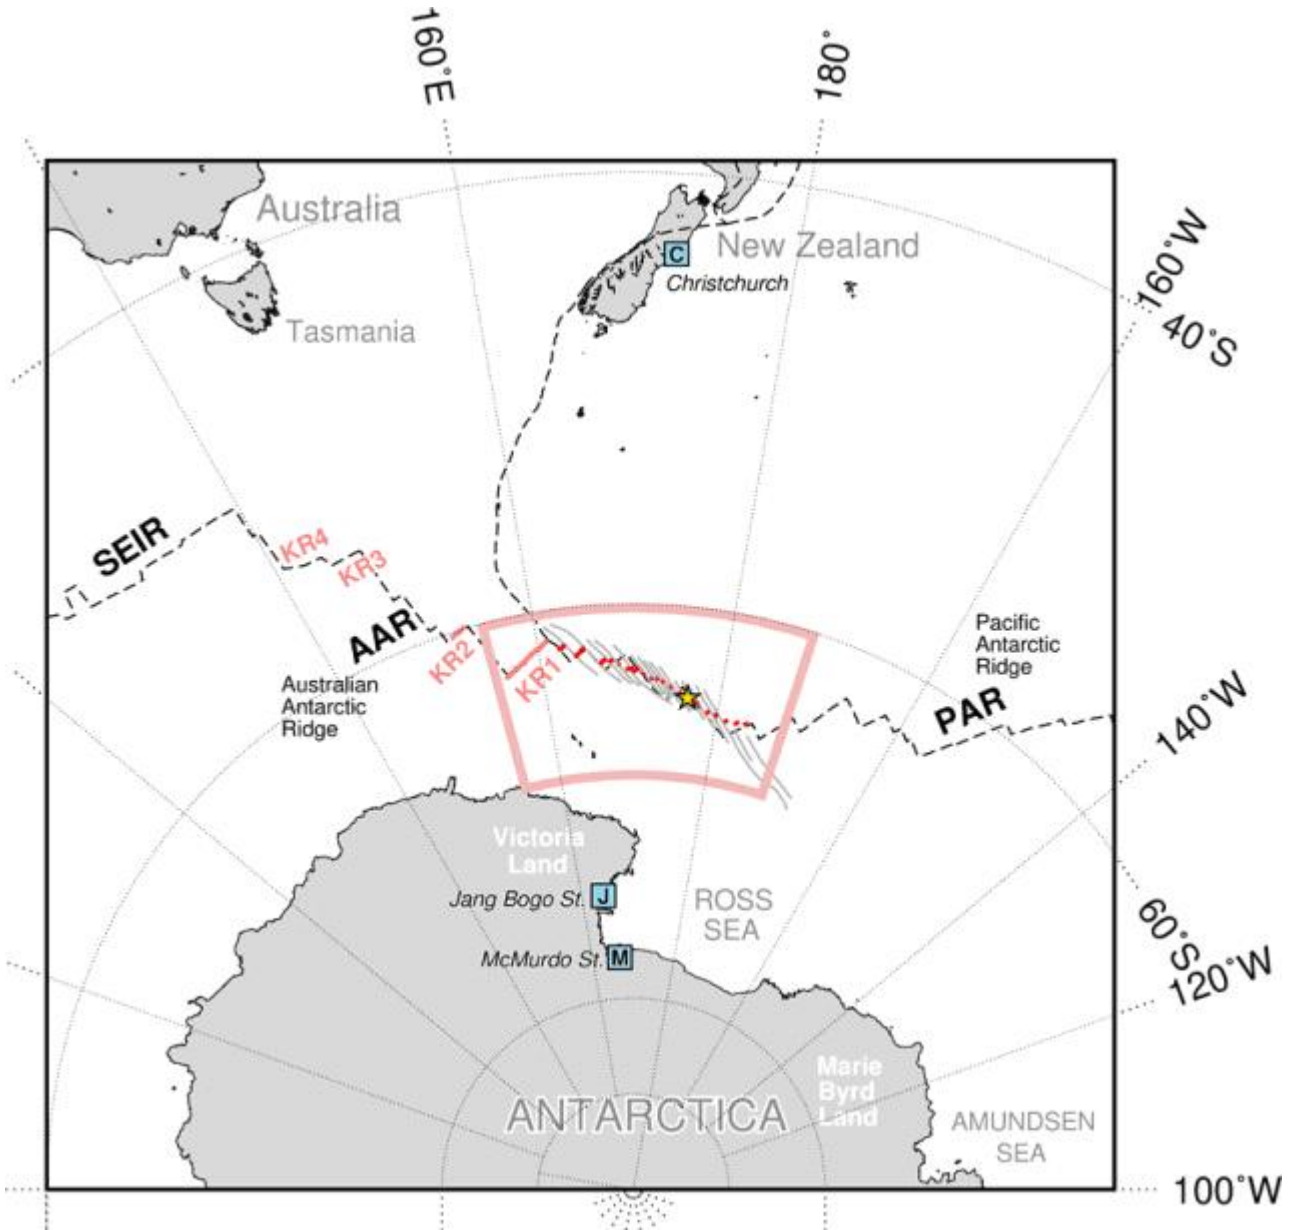 160°E
180°
Australia
New Zealand
C
Christchurch
Tasmania
160°W
40°S
SEIR
KR4
KR3
AAR
KR2
KR1
Australian
Antarctic
Ridge
Pacific
Antarctic
Ridge
PAR
140°W
Victoria
Land
Jang Bogo St.
J
ROSS
SEA
McMurdo St.
M
60°S
120°W
Marie
Byrd
Land
ANTARCTICA
AMUNDSEN
SEA
100°W